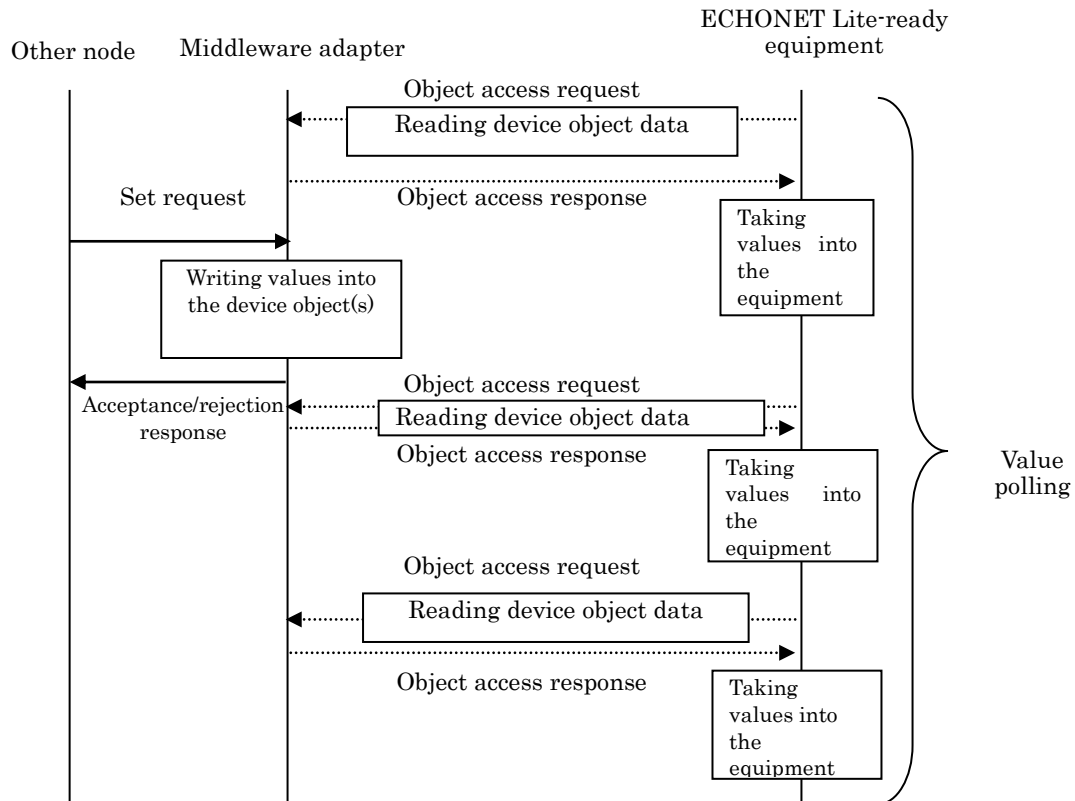 ECHONET Lite-ready
equipment
Other node
Middleware adapter
Object access request
Reading device object data
Object access response
Set request
Taking
values into
the
equipment
Writing values into
the device object(s)
Object access request
Acceptance/rejection
response
Reading device object data
Object access response
Taking
values into
the
equipment
Value
polling
Object access request
Reading device object data
Object access response
Taking
values into
the
equipment